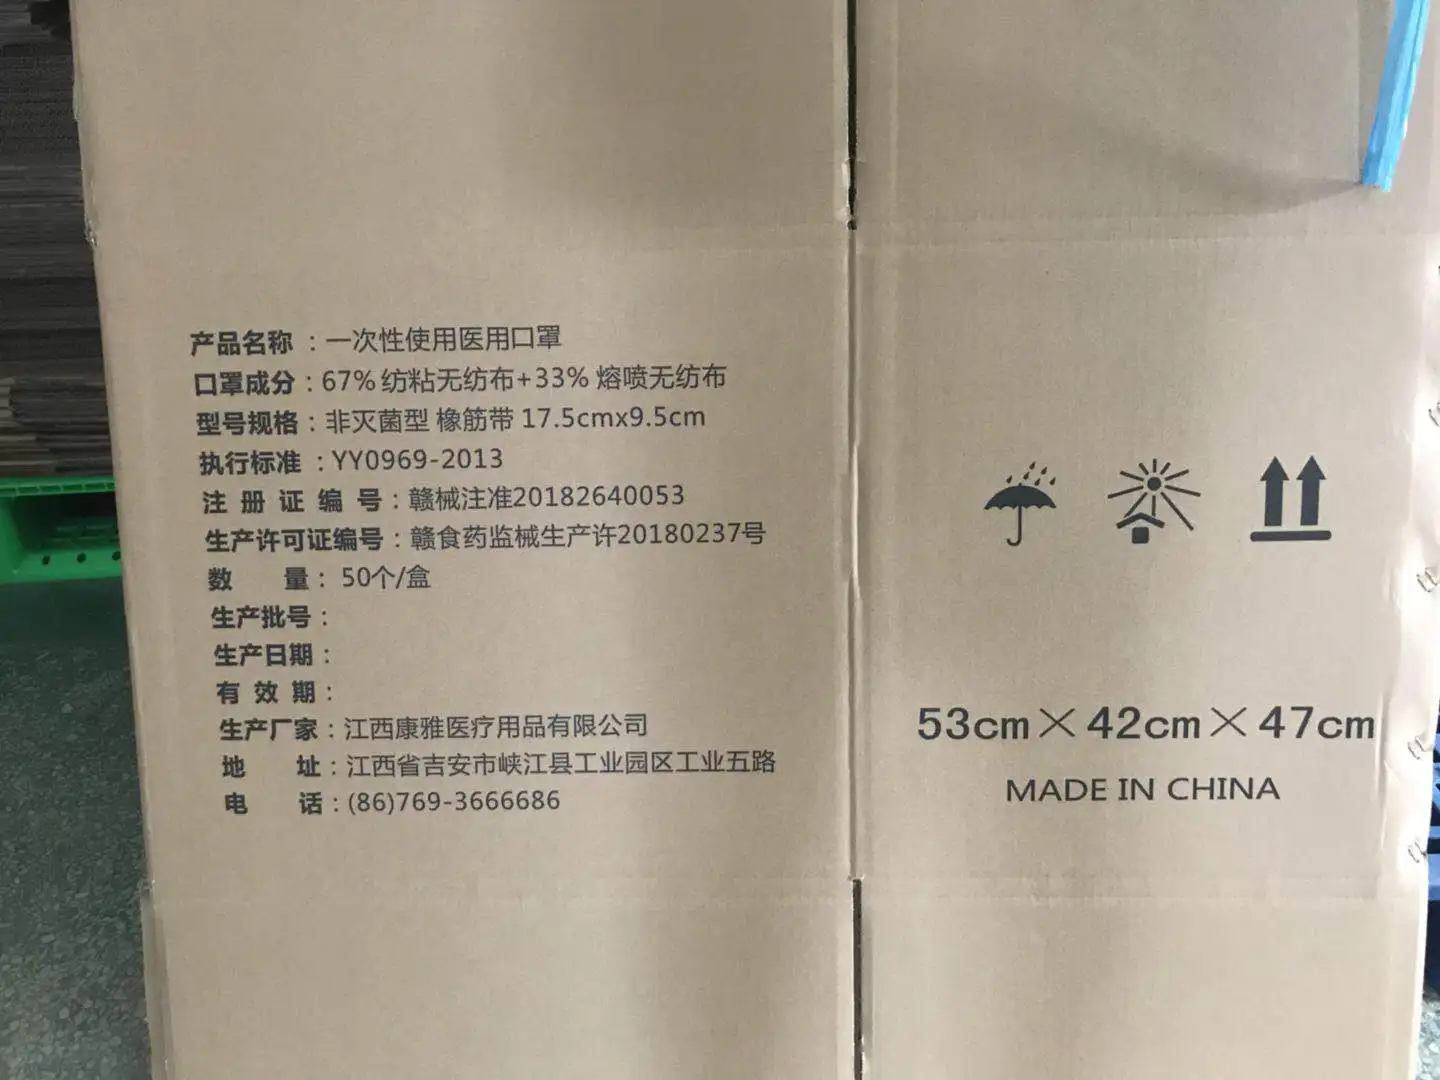 产品名称：一次性使用医用口罩
口罩成分：67% 纺粘无纺布+33% 熔喷无纺布
型号规格：非灭菌型 橡筋带 17.5cmx9.5cm
执行标准：YY0969-2013
注册证编号：赣械注准20182640053
生产许可证编号：赣食药监械生产许20180237号
数 量：50个/盒
生产批号：
生产日期：
有效期：
生产厂家：江西康雅医疗用品有限公司
地 址：江西省吉安市峡江县工业园区工业五路
电 话：(86)769-3666686
53cm×42cm×47cm
MADE IN CHINA